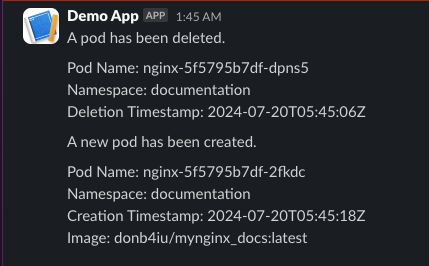 Demo App APP 1:45 AM
A pod has been deleted.
Pod Name: nginx-5f5795b7df-dpns5
Namespace: documentation
Deletion Timestamp: 2024-07-20T05:45:06Z
A new pod has been created.
Pod Name: nginx-5f5795b7df-2fkdc
Namespace: documentation
Creation Timestamp: 2024-07-20T05:45:18Z
Image: donb4iu/mynginx_docs:latest